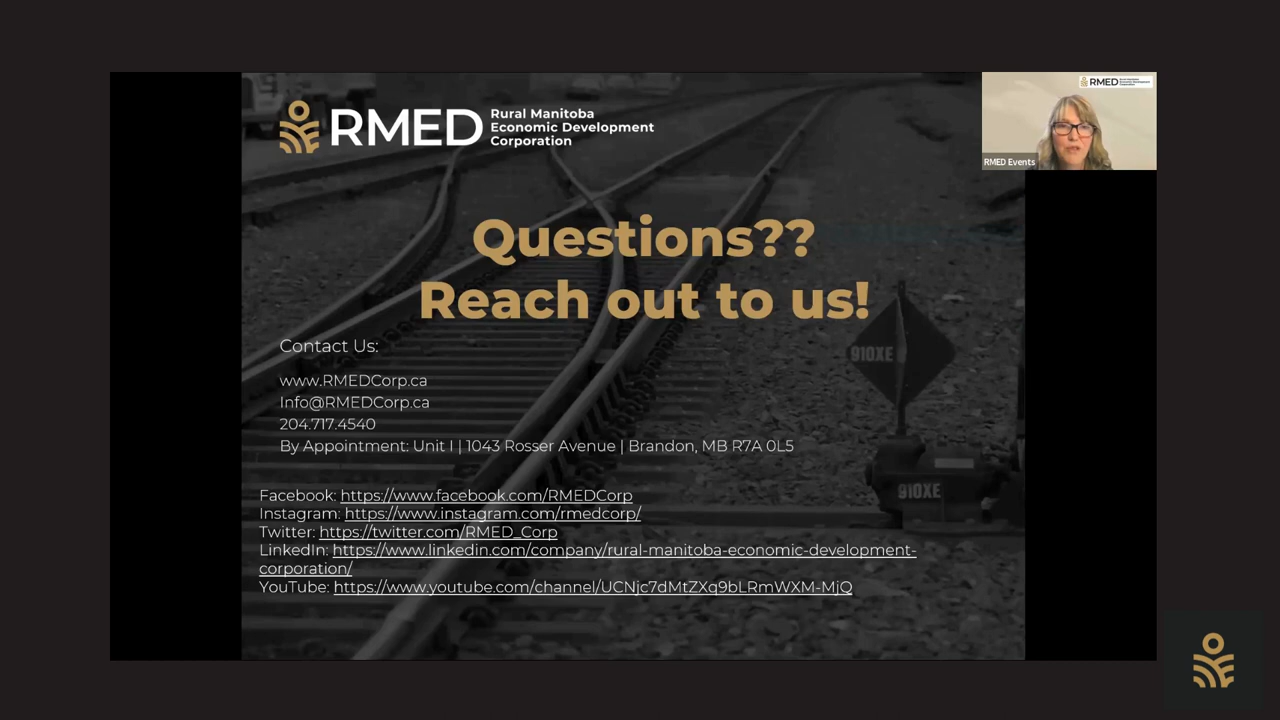 RMED
Rural Manitoba
Economic Development
Corporation
RMED
RMED Events
Questions??
Reach out to us!
Contact Us:
www.RMEDCorp.ca
Info@RMEDCorp.ca
204.717.4540
By Appointment: Unit I | 1043 Rosser Avenue | Brandon, MB R7A 0L5
910XE
910XE
Facebook: https://www.facebook.com/RMEDCorp
Instagram: https://www.instagram.com/rmedcorp/
Twitter: https://twitter.com/RMED_Corp
LinkedIn: https://www.linkedin.com/company/rural-manitoba-economic-development-
corporation/
YouTube: https://www.youtube.com/channel/UCNjc7dMtZXq9bLRmWXM-MjQ